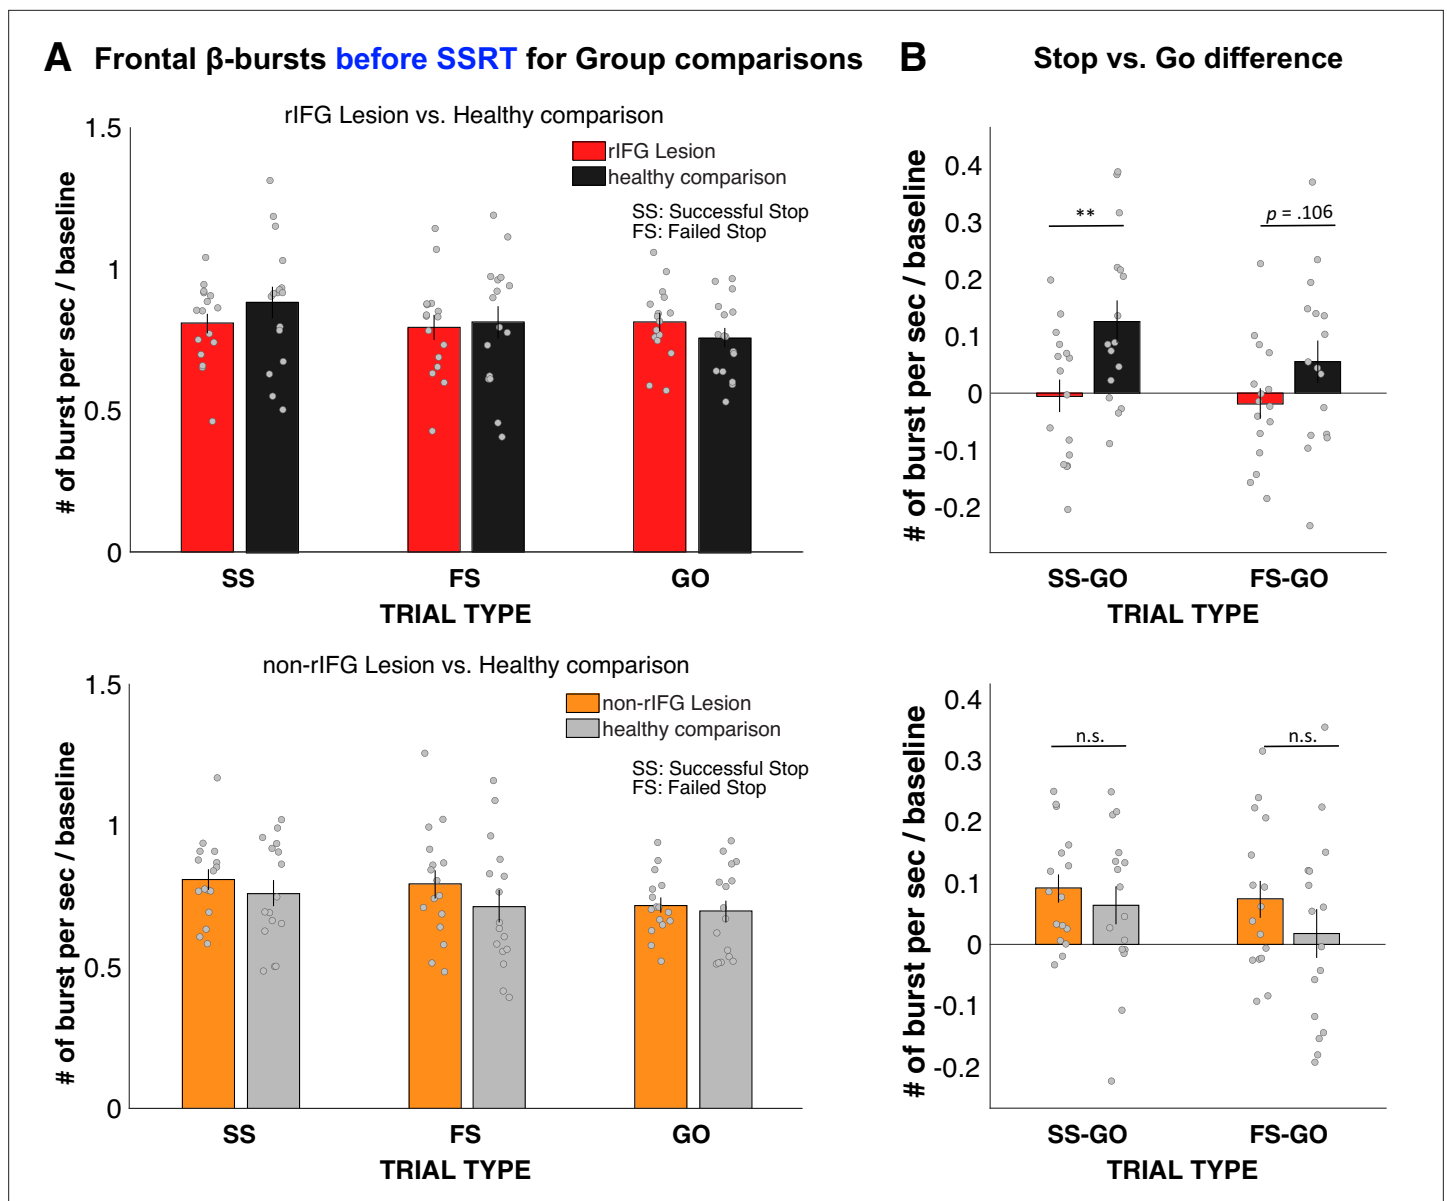 A Frontal β-bursts before SSRT for Group comparisons
B Stop vs. Go difference
rIFG Lesion vs. Healthy comparison
# of burst per sec / baseline
1.5
1
0.5
0
rIFG Lesion
healthy comparison
SS: Successful Stop
FS: Failed Stop
SS FS GO
TRIAL TYPE
# of burst per sec / baseline
0.4
0.3
0.2
0.1
0
-0.1
-0.2
**
p = .106
SS-GO FS-GO
TRIAL TYPE
non-rIFG Lesion vs. Healthy comparison
# of burst per sec / baseline
1.5
1
0.5
0
non-rIFG Lesion
healthy comparison
SS: Successful Stop
FS: Failed Stop
SS FS GO
TRIAL TYPE
# of burst per sec / baseline
0.4
0.3
0.2
0.1
0
-0.1
-0.2
n.s.
n.s.
SS-GO FS-GO
TRIAL TYPE